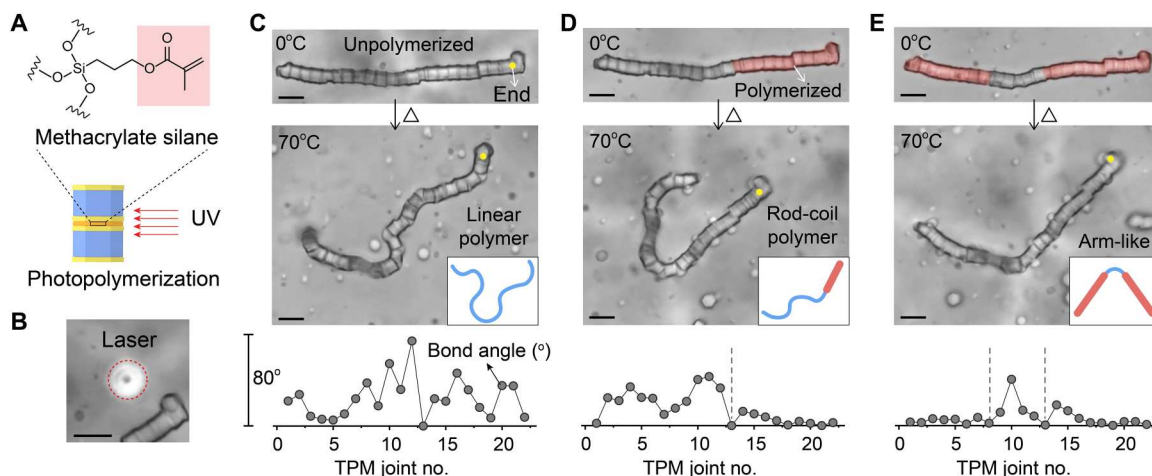 A
O
O
Si
O
O
O
Methacrylate silane
UV
Photopolymerization
B
Laser
C
0°C
Unpolymerized
End
△
70°C
Linear
polymer
80°
Bond angle (°)
0 5 10 15 20
TPM joint no.
D
0°C
Polymerized
△
70°C
Rod-coil
polymer
0 5 10 15 20
TPM joint no.
E
0°C
△
70°C
Arm-like
0 5 10 15 20
TPM joint no.